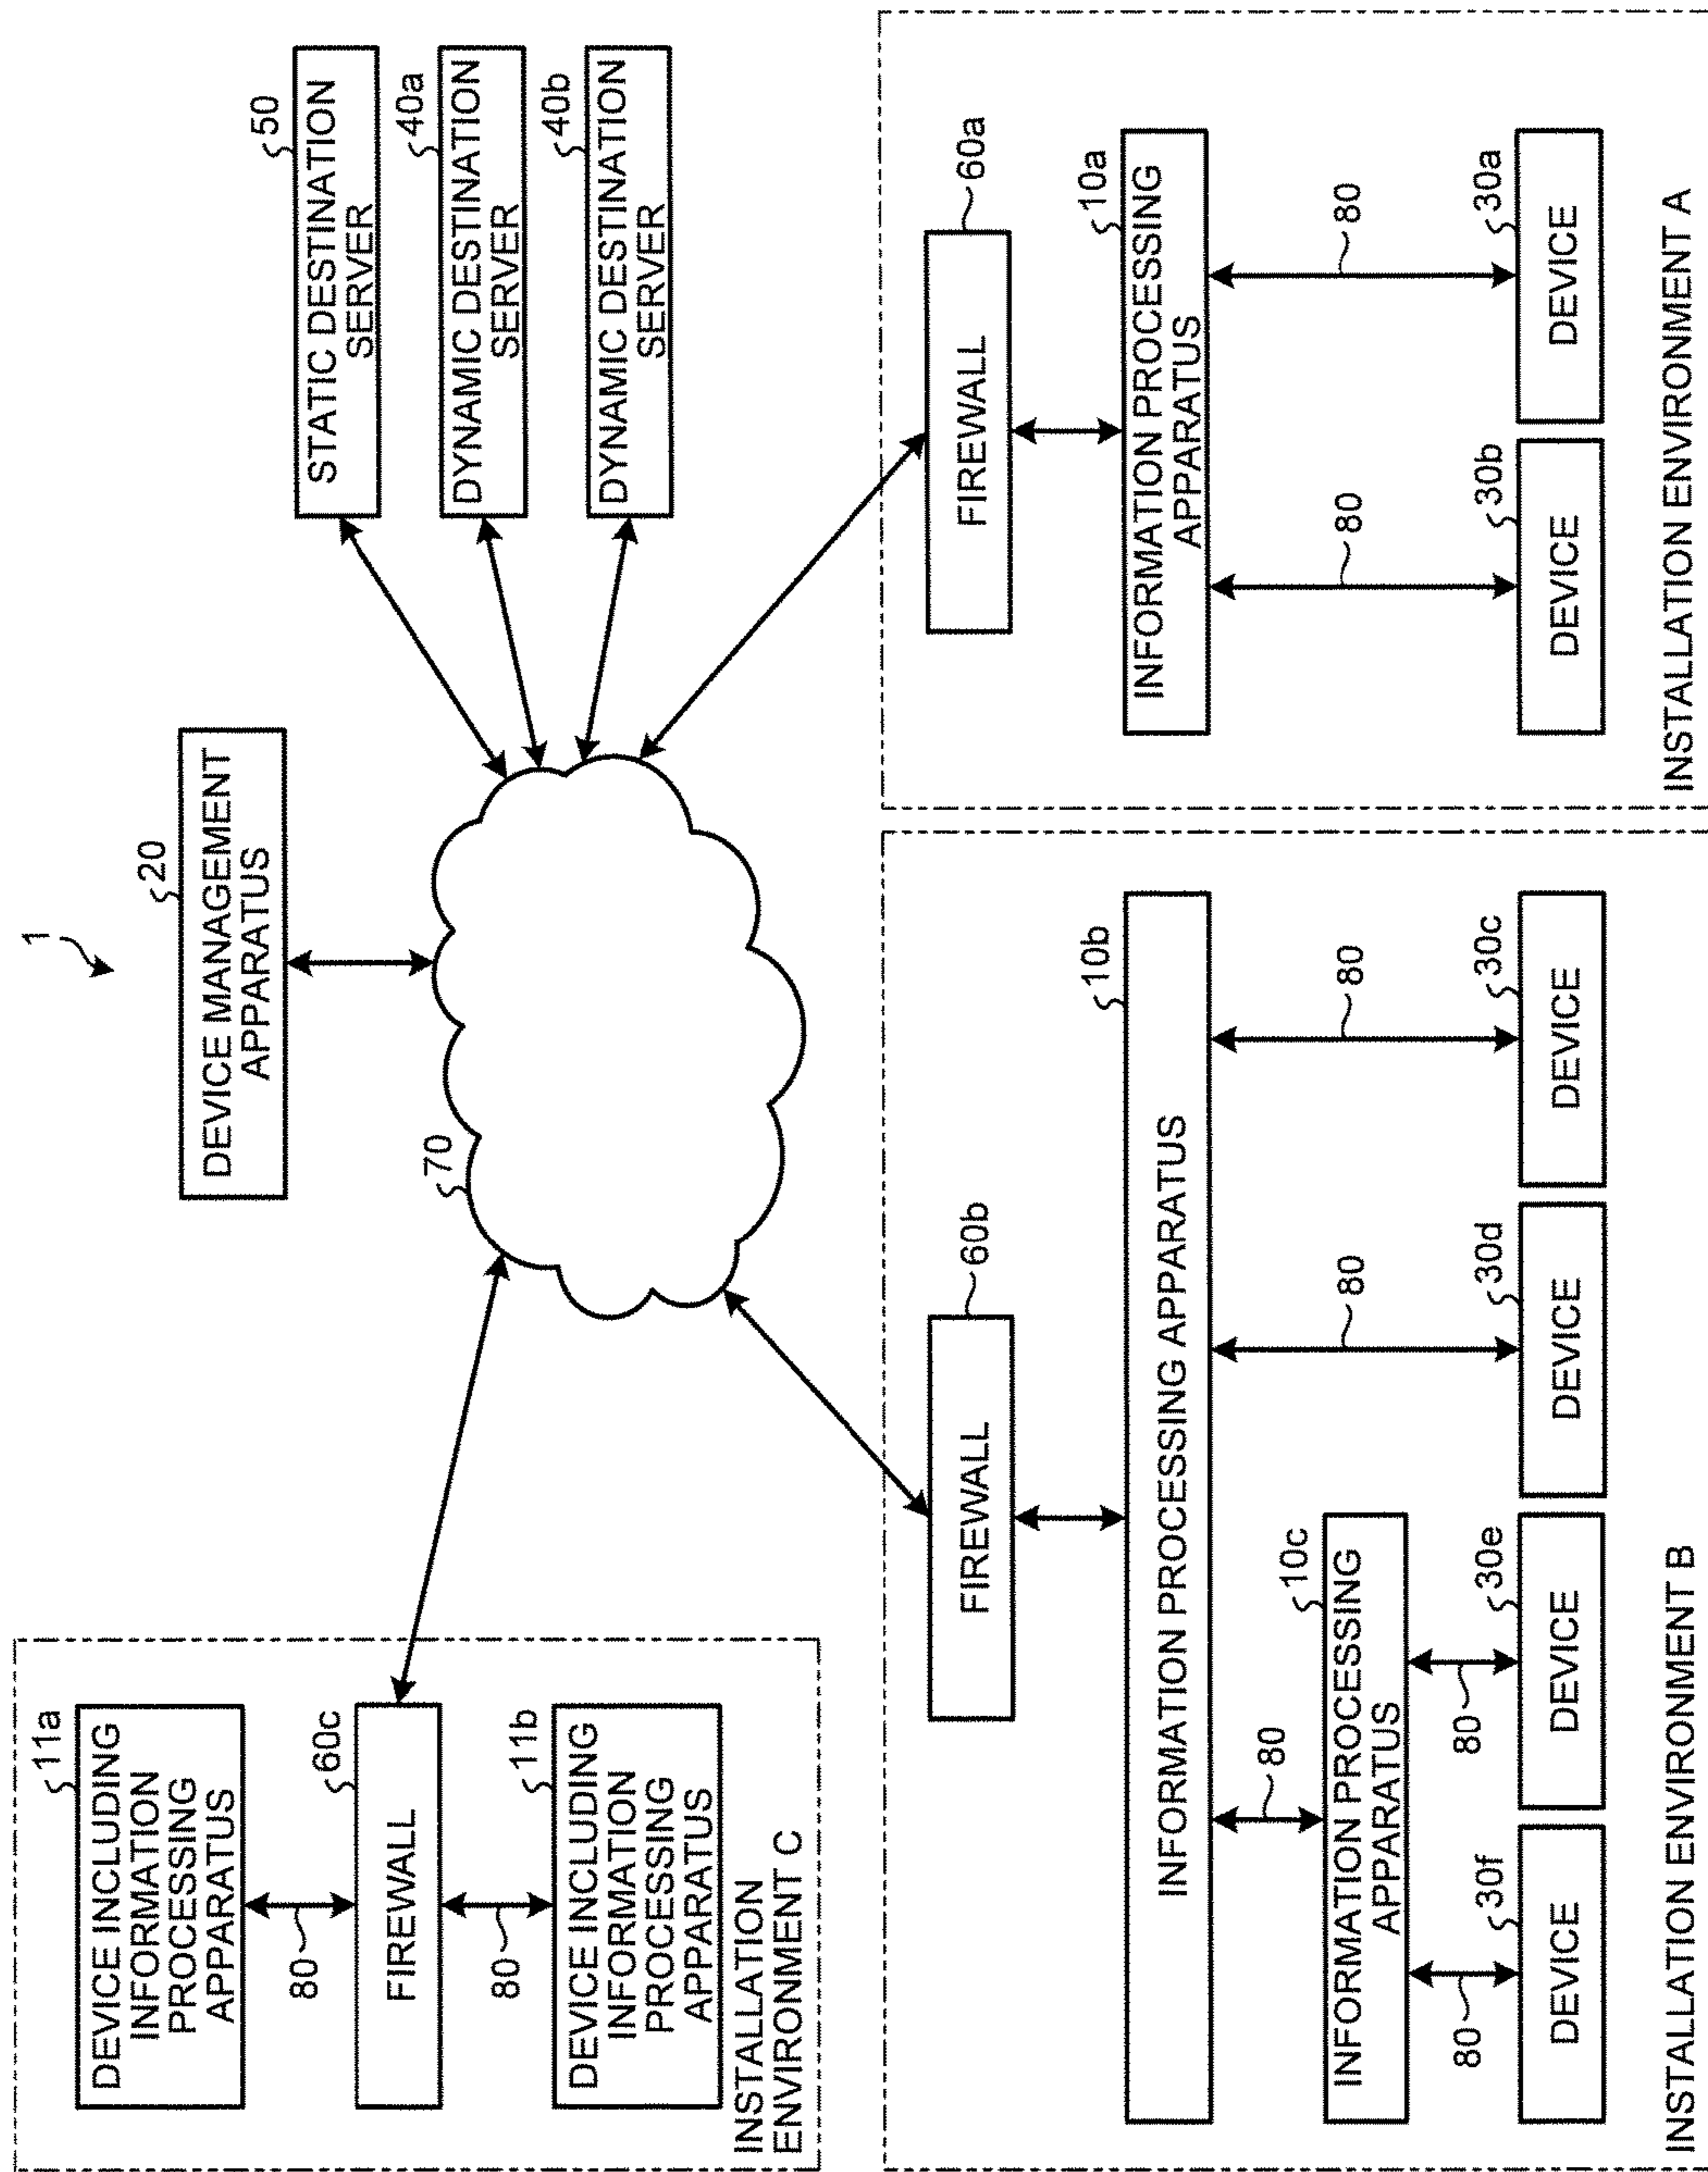 1
20
DEVICE MANAGEMENT
APPARATUS
50
STATIC DESTINATION
SERVER
40a
DYNAMIC DESTINATION
SERVER
40b
DYNAMIC DESTINATION
SERVER
70
11a
DEVICE INCLUDING
INFORMATION
PROCESSING
APPARATUS
80
60c
FIREWALL
80
11b
DEVICE INCLUDING
INFORMATION
PROCESSING
APPARATUS
INSTALLATION
ENVIRONMENT C
60b
FIREWALL
10b
INFORMATION PROCESSING APPARATUS
80
80
80
10c
INFORMATION PROCESSING
APPARATUS
80
80
30f
DEVICE
30e
DEVICE
30d
DEVICE
30c
DEVICE
INSTALLATION ENVIRONMENT B
60a
FIREWALL
10a
INFORMATION PROCESSING
APPARATUS
80
80
30b
DEVICE
30a
DEVICE
INSTALLATION ENVIRONMENT A